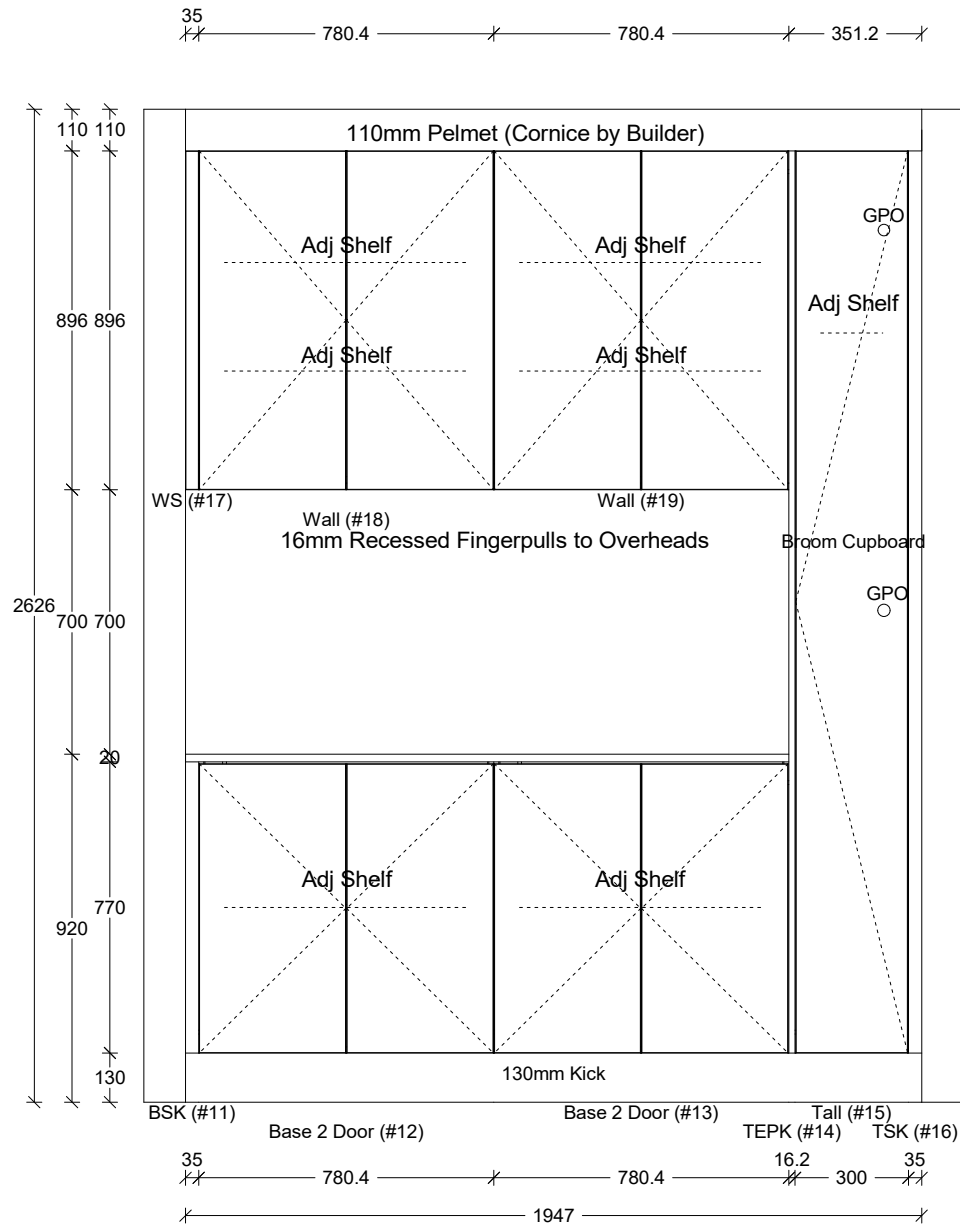 35
780.4
780.4
351.2
110 110
110mm Pelmet (Cornice by Builder)
GPO
Adj Shelf
Adj Shelf
Adj Shelf
896 896
Adj Shelf
Adj Shelf
WS (#17)
Wall (#18)
Wall (#19)
16mm Recessed Fingerpulls to Overheads
Broom Cupboard
GPO
2626
700 700
20
Adj Shelf
Adj Shelf
770
920
130mm Kick
130
BSK (#11)
Base 2 Door (#12)
Base 2 Door (#13)
Tall (#15)
TEPK (#14)
TSK (#16)
35
780.4
780.4
16.2
300
35
1947